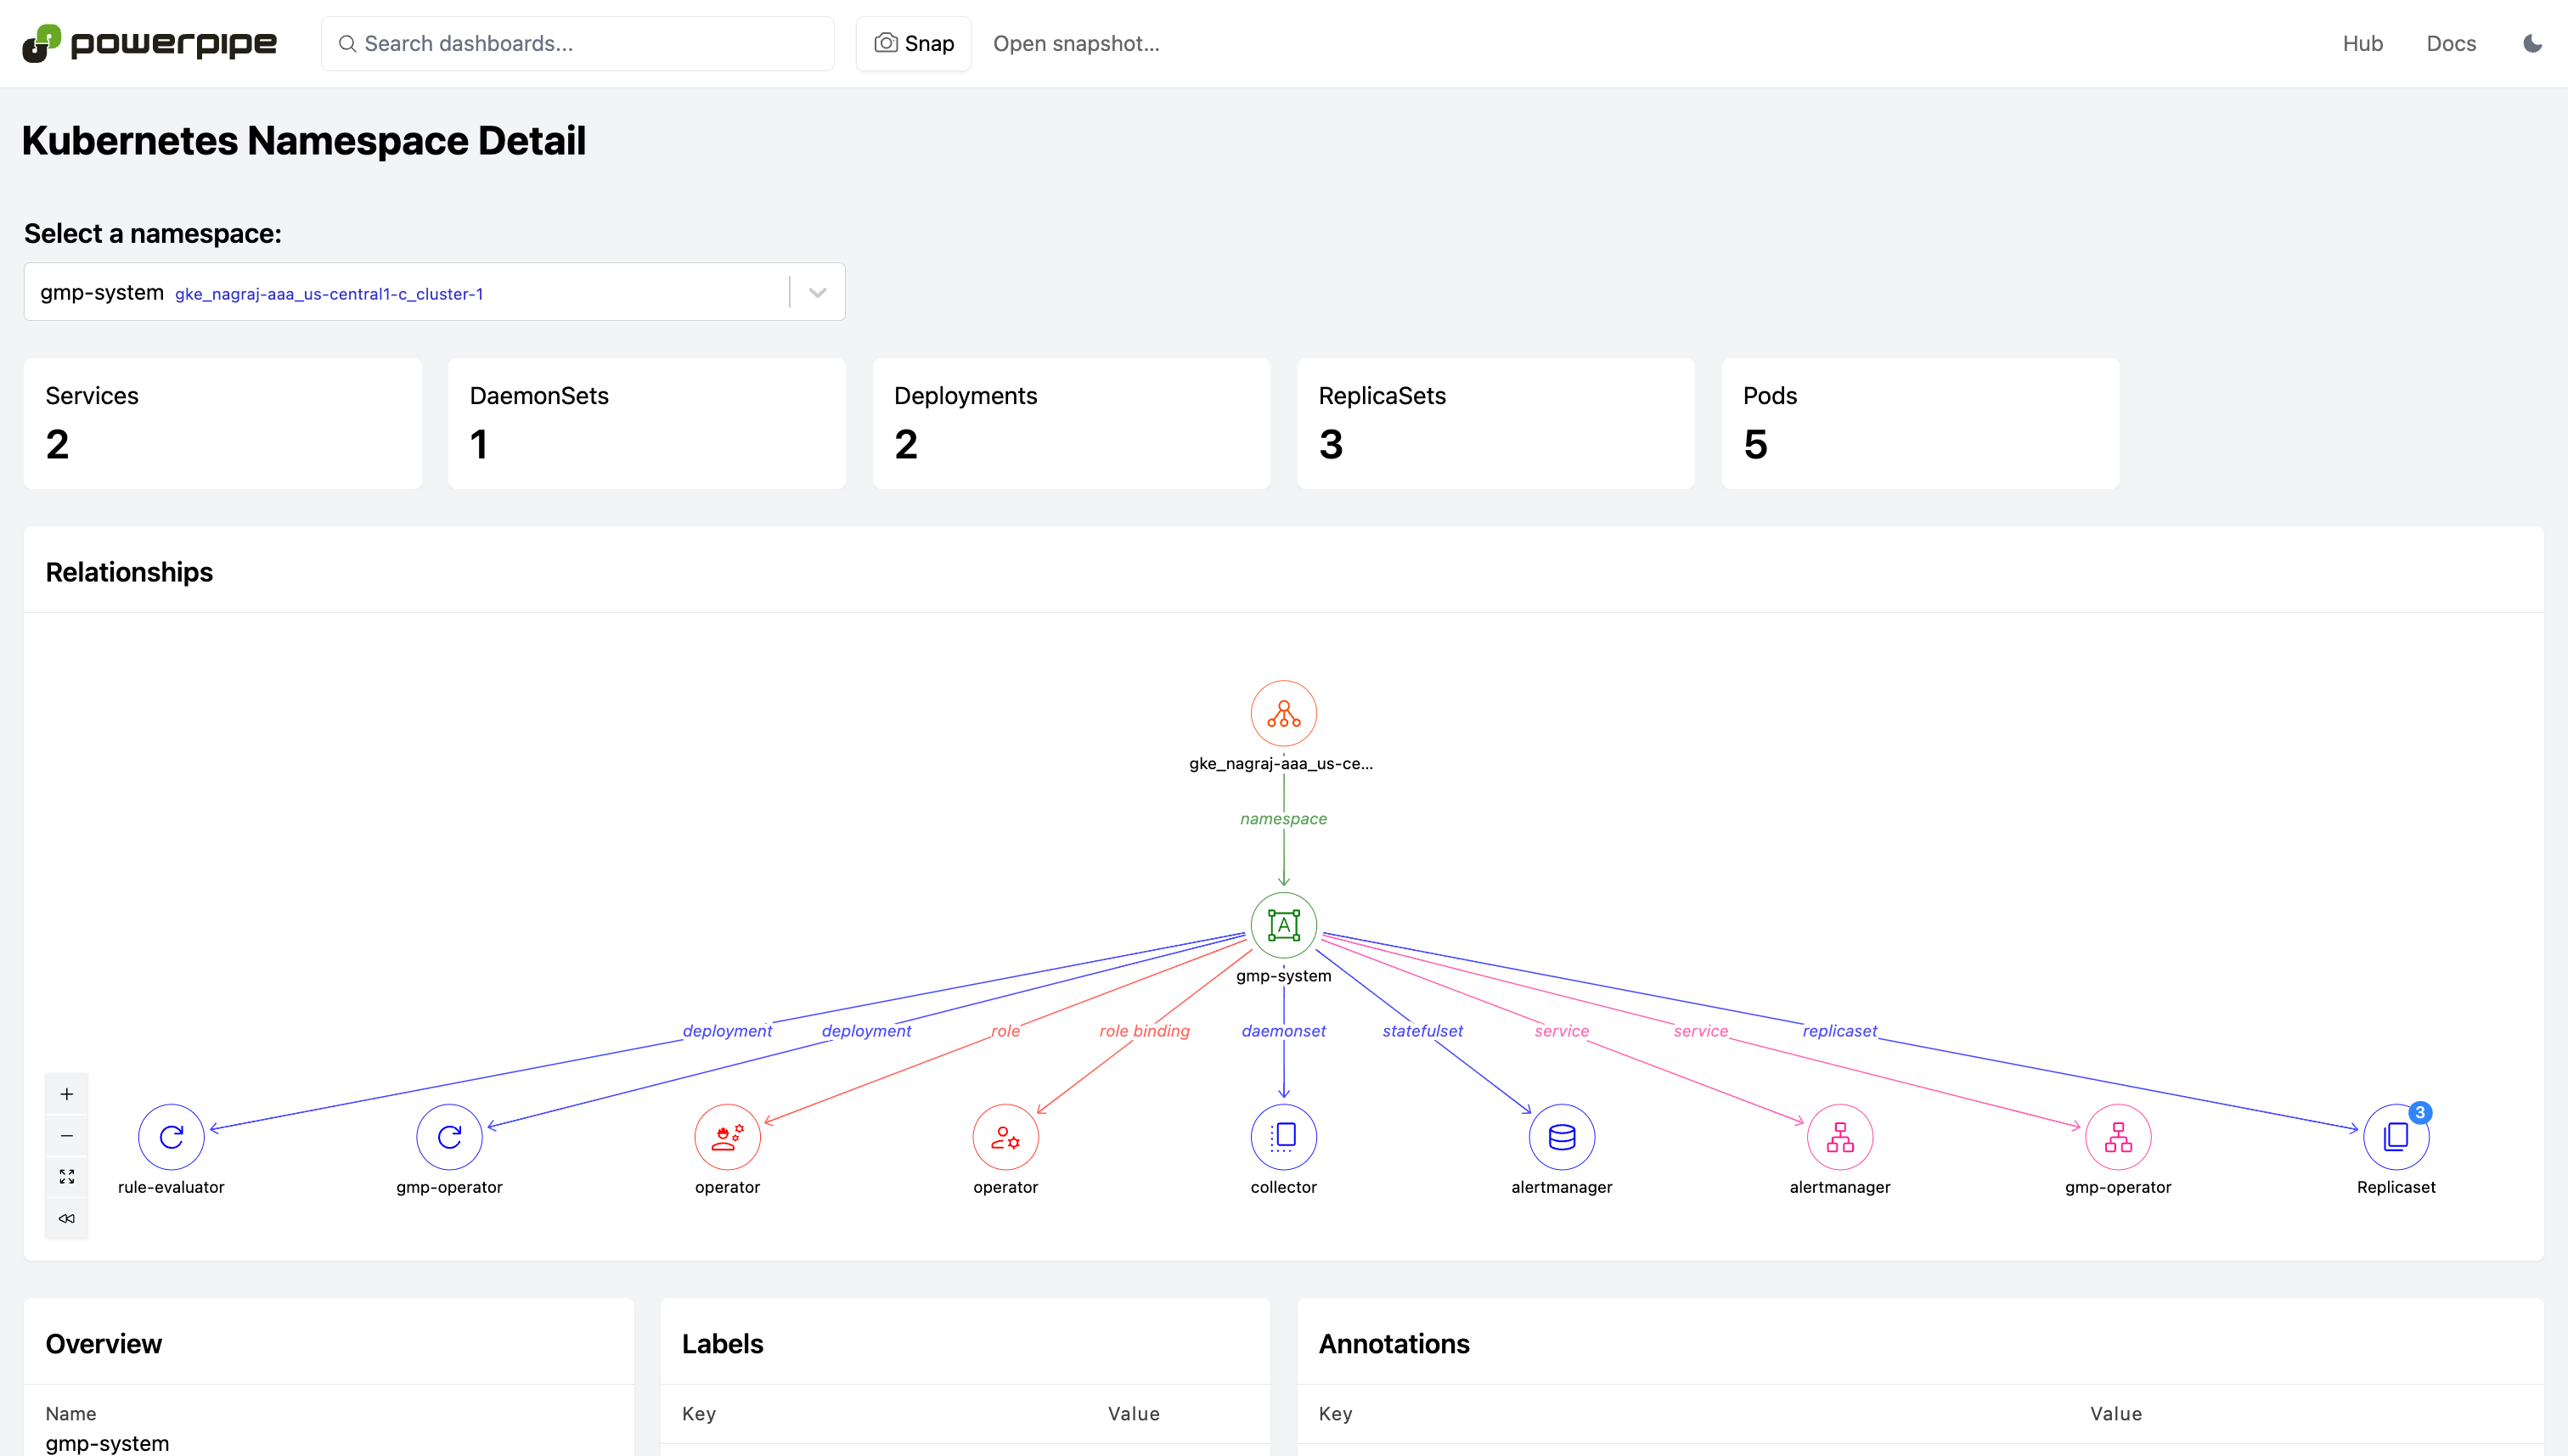 powerpipe
Search dashboards...
Snap
Open snapshot...
Hub
Docs
Kubernetes Namespace Detail
Select a namespace:
gmp-system gke_nagraj-aaa_us-central1-c_cluster-1
Services
2
DaemonSets
1
Deployments
2
ReplicaSets
3
Pods
5
Relationships
gke_nagraj-aaa_us-ce...
namespace
A
gmp-system
deployment
deployment
role
role binding
daemonset
statefulset
service
service
replicaset
3
rule-evaluator
gmp-operator
operator
operator
collector
alertmanager
alertmanager
gmp-operator
Replicaset
Overview
Name
gmp-system
Labels
Key Value
Annotations
Key Value